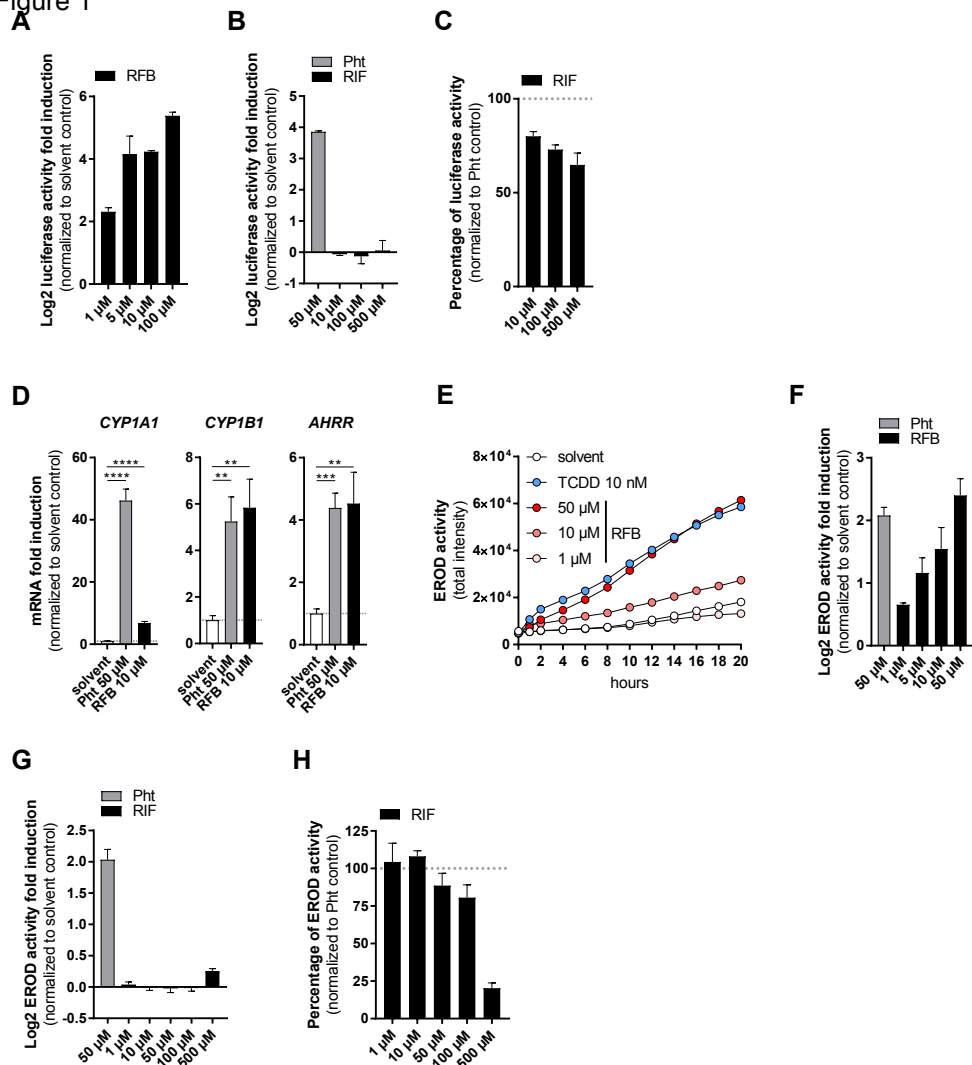 Figure 1
A
RFB
Log2 luciferase activity fold induction
(normalized to solvent control)
6
4
2
0
1 µM
5 µM
10 µM
100 µM
B
Pht
RIF
Log2 luciferase activity fold induction
(normalized to solvent control)
5
4
3
2
1
0
-1
50 µM
10 µM
100 µM
500 µM
C
RIF
Percentage of luciferase activity
(normalized to Pht control)
100
50
0
10 µM
100 µM
500 µM
D
mRNA fold induction
(normalized to solvent control)
CYP1A1
60
40
20
0
****
****
solvent
Pht 50 µM
RFB 10 µM
CYP1B1
8
6
4
2
0
**
**
solvent
Pht 50 µM
RFB 10 µM
AHRR
6
4
2
0
**
***
solvent
Pht 50 µM
RFB 10 µM
E
EROD activity
(total intensity)
8×10⁴
6×10⁴
4×10⁴
2×10⁴
0
solvent
TCDD 10 nM
50 µM
10 µM
1 µM
RFB
0 2 4 6 8 10 12 14 16 18 20
hours
F
Pht
RFB
Log2 EROD activity fold induction
(normalized to solvent control)
3
2
1
0
50 µM
1 µM
5 µM
10 µM
50 µM
G
Pht
RIF
Log2 EROD activity fold induction
(normalized to solvent control)
2.5
2.0
1.5
1.0
0.5
0.0
-0.5
50 µM
1 µM
10 µM
50 µM
100 µM
500 µM
H
RIF
Percentage of EROD activity
(normalized to Pht control)
125
100
75
50
25
0
1 µM
10 µM
50 µM
100 µM
500 µM